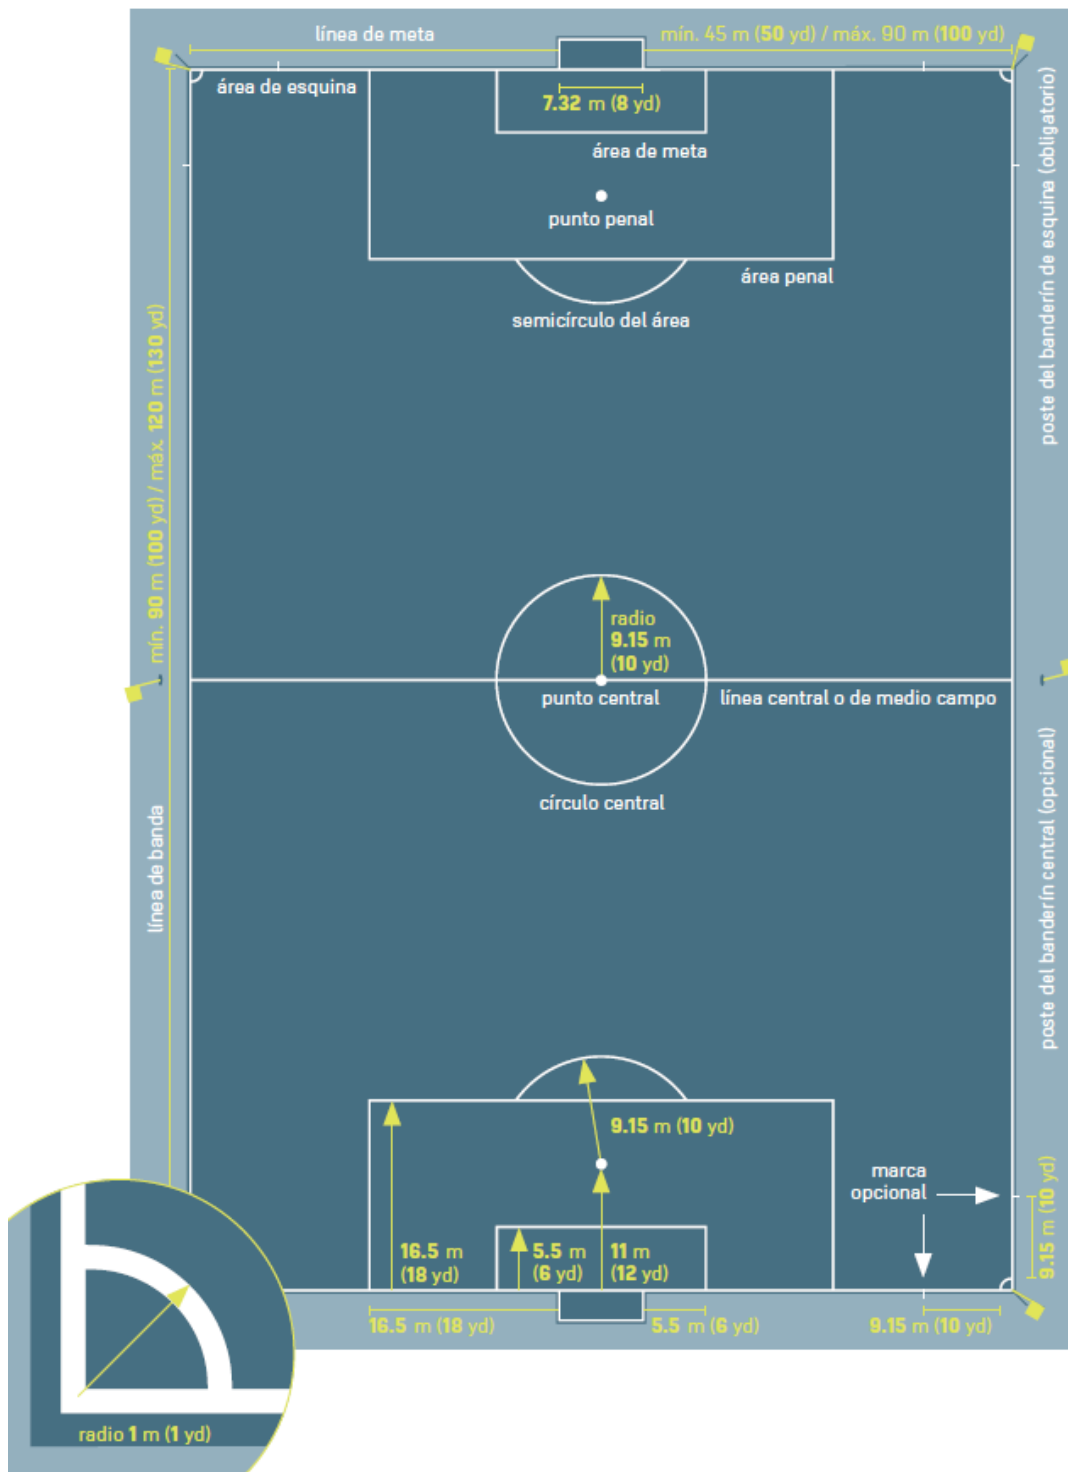 línea de meta
mín. 45 m (50 yd) / máx. 90 m (100 yd)
área de esquina
7.32 m (8 yd)
área de meta
punto penal
área penal
semicírculo del área
poste del banderín de esquina (obligatorio)
mín. 90 m (100 yd) / máx. 120 m (130 yd)
radio
9.15 m
(10 yd)
punto central
línea central o de medio campo
círculo central
línea de banda
poste del banderín central (opcional)
9.15 m (10 yd)
marca
opcional
9.15 m (10 yd)
16.5 m
(18 yd)
5.5 m
(6 yd)
11 m
(12 yd)
16.5 m (18 yd)
5.5 m (6 yd)
9.15 m (10 yd)
radio 1 m (1 yd)